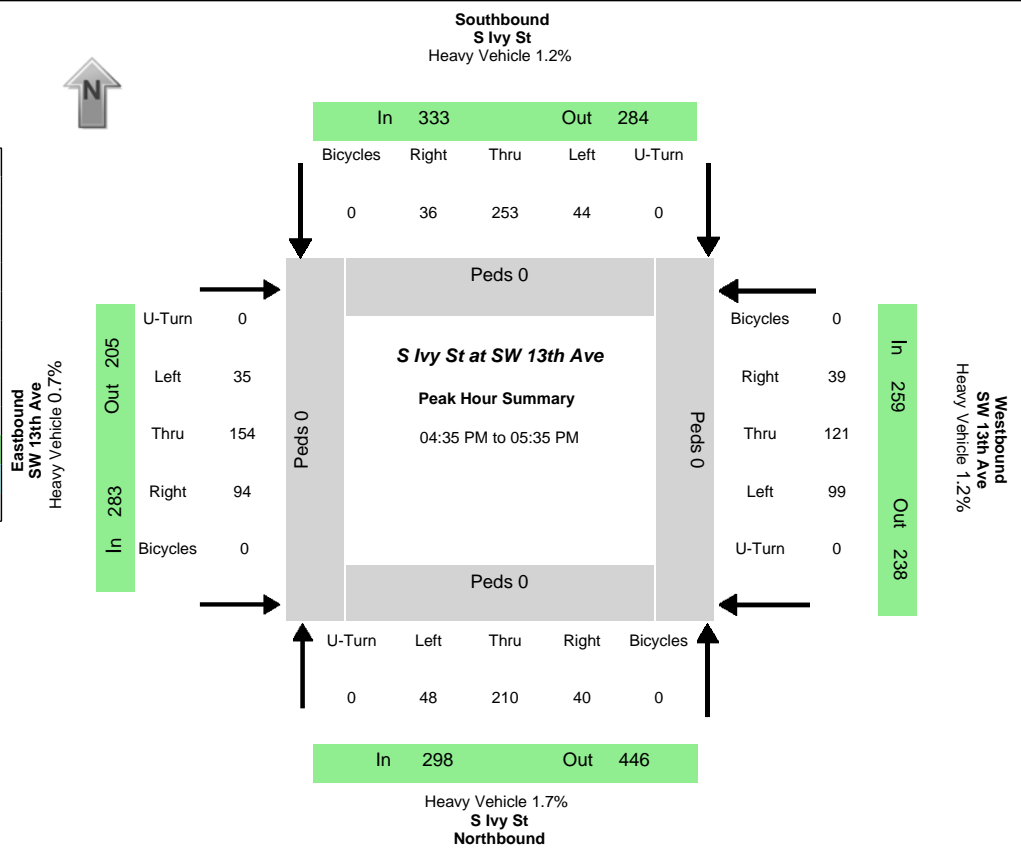 Southbound
S Ivy St
Heavy Vehicle 1.2%
N
In 333 Out 284
Bicycles Right Thru Left U-Turn
0 36 253 44 0
Peds 0
U-Turn 0
Left 35
Thru 154
Right 94
Bicycles 0
Out 205
In 283
Eastbound
SW 13th Ave
Heavy Vehicle 0.7%
Peds 0
S Ivy St at SW 13th Ave
Peak Hour Summary
04:35 PM to 05:35 PM
Peds 0
Bicycles 0
Right 39
Thru 121
Left 99
U-Turn 0
In 259
Out 238
Westbound
SW 13th Ave
Heavy Vehicle 1.2%
Peds 0
U-Turn Left Thru Right Bicycles
0 48 210 40 0
In 298 Out 446
Heavy Vehicle 1.7%
S Ivy St
Northbound